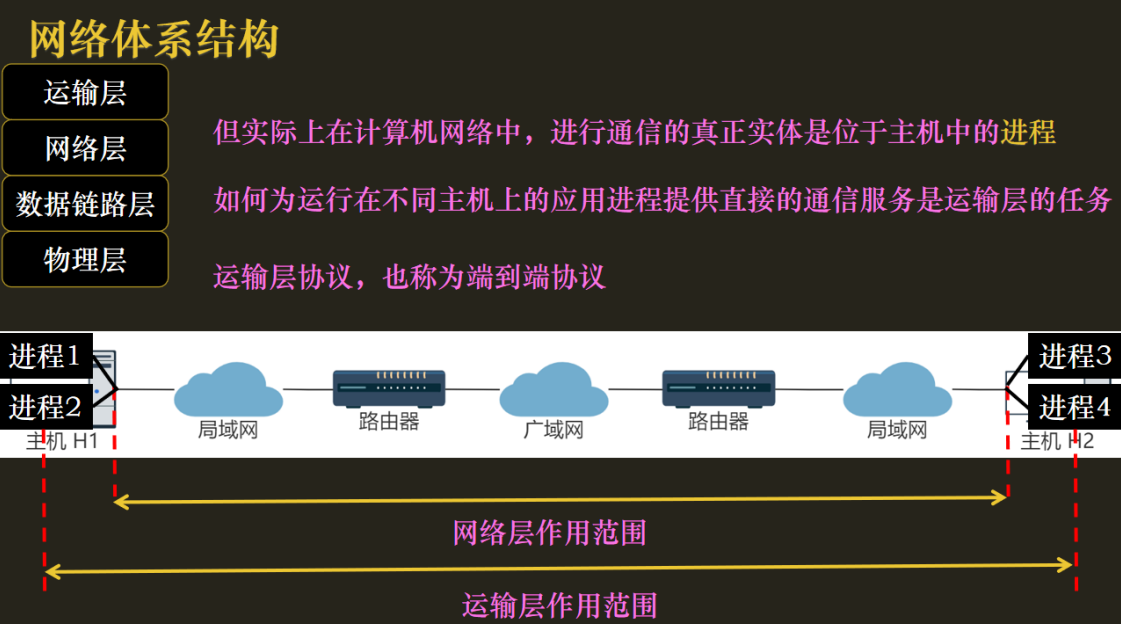 网络体系结构
运输层
网络层
数据链路层
物理层
但实际上在计算机网络中，进行通信的真正实体是位于主机中的进程
如何为运行在不同主机上的应用进程提供直接的通信服务是运输层的任务
运输层协议，也称为端到端协议
进程1
进程2
主机 H1
局域网
路由器
广域网
路由器
局域网
进程3
进程4
主机 H2
网络层作用范围
运输层作用范围